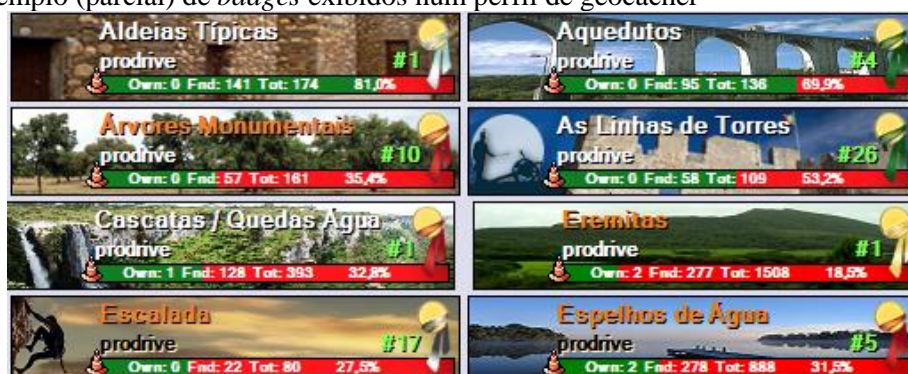 emplo (parcial) de badges exibidos num perfil de geocacher
Aldeias Típicas
prodrive #1
Own: 0 Fnd: 141 Tot: 174 81,0%
Aquedutos
prodrive #4
Own: 0 Fnd: 95 Tot: 136 69,9%
Árvores Monumentais
prodrive #10
Own: 0 Fnd: 57 Tot: 161 35,4%
As Linhas de Torres
prodrive #26
Own: 0 Fnd: 58 Tot: 109 53,2%
Cascatas / Quedas Água
prodrive #1
Own: 1 Fnd: 128 Tot: 393 32,8%
Eremitas
prodrive #1
Own: 2 Fnd: 277 Tot: 1508 18,5%
Escalada
prodrive #17
Own: 0 Fnd: 22 Tot: 80 27,5%
Espelhos de Água
prodrive #5
Own: 2 Fnd: 278 Tot: 888 31,5%